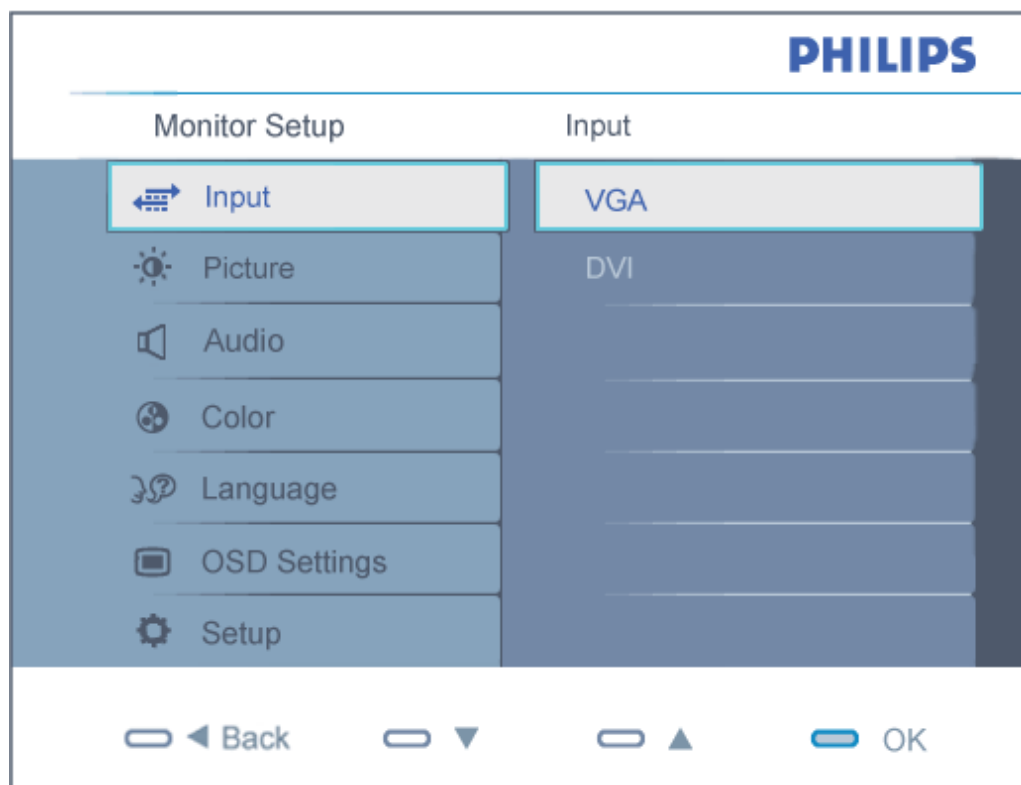 PHILIPS
Monitor Setup Input
Input VGA
Picture DVI
Audio
Color
Language
OSD Settings
Setup
Back OK